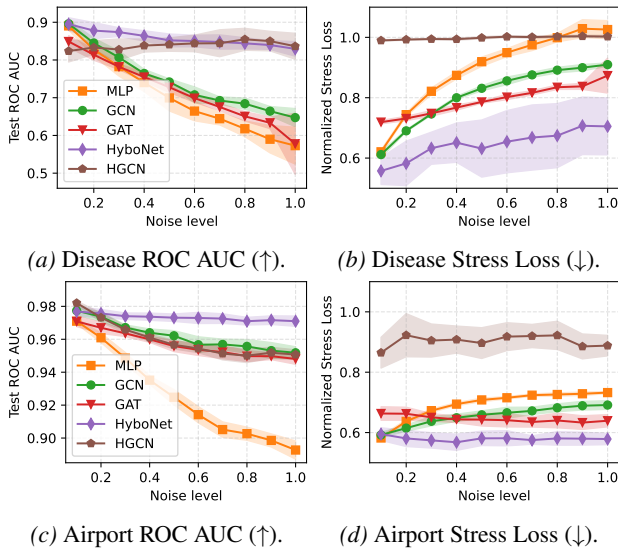 Test ROC AUC
0.9
0.8
0.7
0.6
0.5
MLP
GCN
GAT
HyboNet
HGCN
0.2 0.4 0.6 0.8 1.0
Noise level
Normalized Stress Loss
1.0
0.8
0.6
0.2 0.4 0.6 0.8 1.0
Noise level
(a) Disease ROC AUC (↑).
(b) Disease Stress Loss (↓).
Test ROC AUC
0.98
0.96
0.94
0.92
0.90
MLP
GCN
GAT
HyboNet
HGCN
0.2 0.4 0.6 0.8 1.0
Noise level
Normalized Stress Loss
1.0
0.8
0.6
0.2 0.4 0.6 0.8 1.0
Noise level
(c) Airport ROC AUC (↑).
(d) Airport Stress Loss (↓).